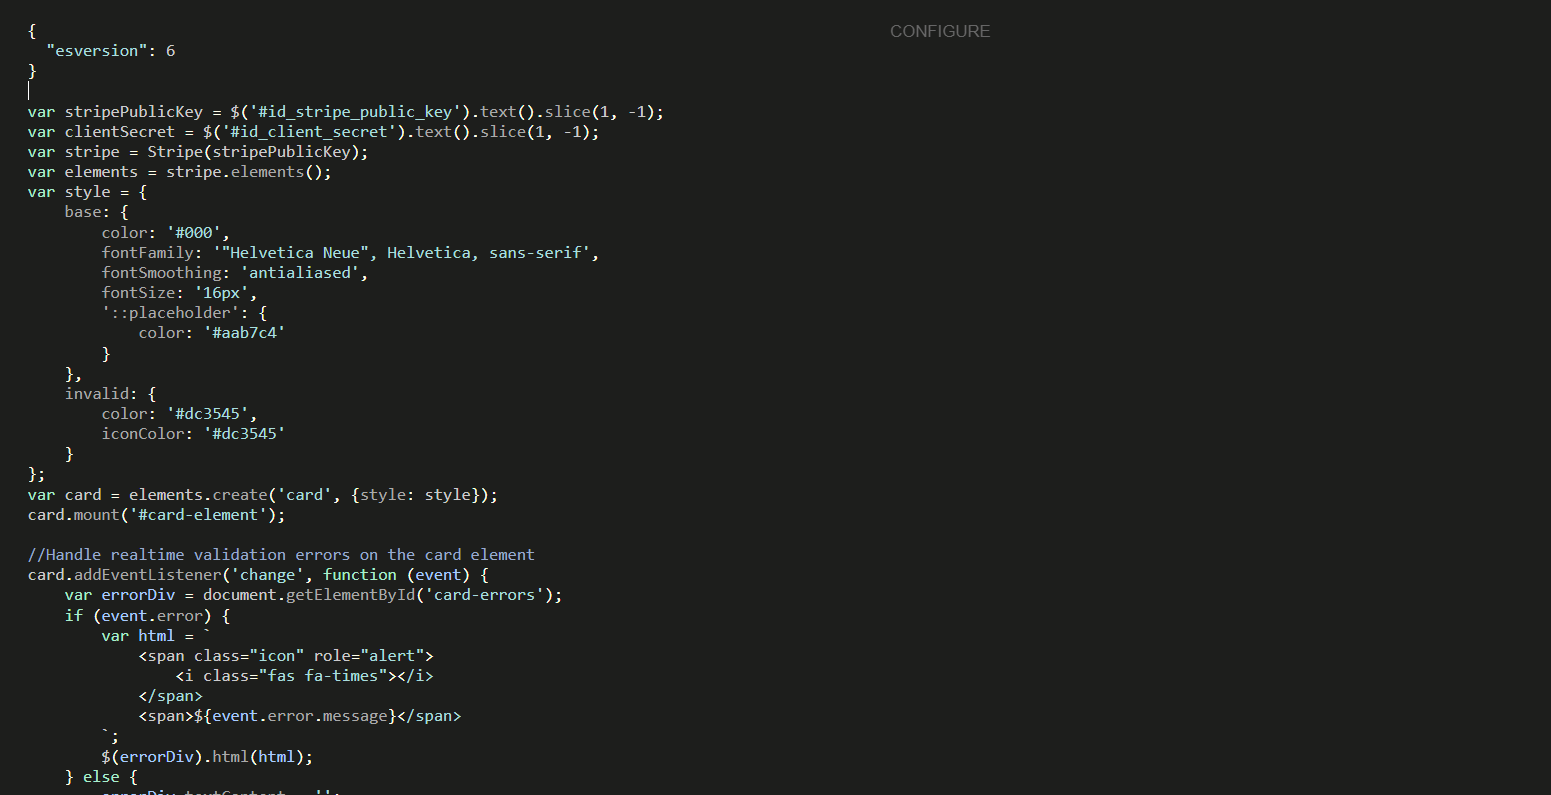 {
  "esversion": 6
}
CONFIGURE
var stripePublicKey = $('#id_stripe_public_key').text().slice(1, -1);
var clientSecret = $('#id_client_secret').text().slice(1, -1);
var stripe = Stripe(stripePublicKey);
var elements = stripe.elements();
var style = {
    base: {
        color: '#000',
        fontFamily: '"Helvetica Neue", Helvetica, sans-serif',
        fontSmoothing: 'antialiased',
        fontSize: '16px',
        '::placeholder': {
            color: '#aab7c4'
        }
    },
    invalid: {
        color: '#dc3545',
        iconColor: '#dc3545'
    }
};
var card = elements.create('card', {style: style});
card.mount('#card-element');

//Handle realtime validation errors on the card element
card.addEventListener('change', function (event) {
    var errorDiv = document.getElementById('card-errors');
    if (event.error) {
        var html = `
            <span class="icon" role="alert">
                <i class="fas fa-times"></i>
            </span>
            <span>${event.error.message}</span>
        `;
        $(errorDiv).html(html);
    } else {
        errorDiv.textContent = '';